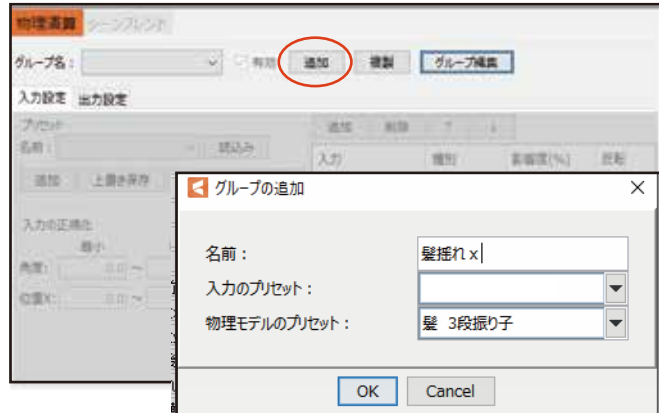 物理演算 シーンブレンド
グループ名： 有効 追加 複製 グループ編集
入力設定 出力設定
プリセット 追加 削除 ↑ ↓
名前： 読込み 入力 種別 影響度(%) 反転
追加 上書き保存
グループの追加
入力の正規化
最小
名前： 髪揺れ x
角度： 0.0 ～
入力のプリセット：
位置X： 0.0 ～
物理モデルのプリセット： 髪 3段振り子
OK Cancel